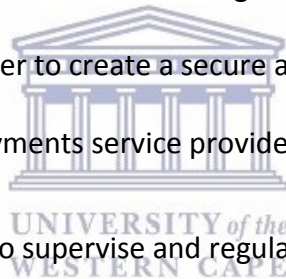 er to create a secure a
yments service provide
UNIVERSITY of the
o supervise and regula
WESTERN CAPE